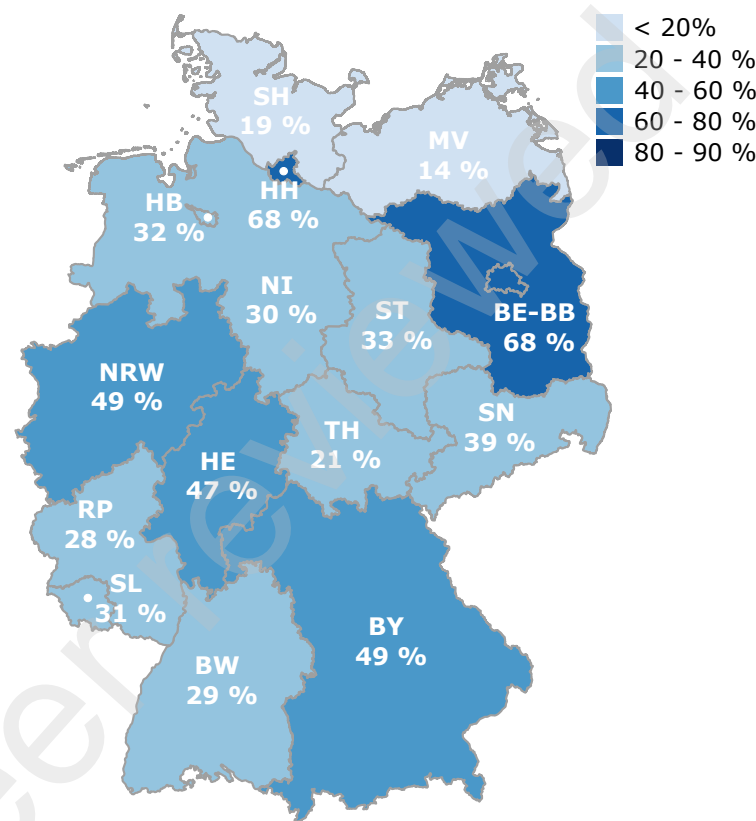 < 20%
20 - 40 %
40 - 60 %
60 - 80 %
80 - 90 %
SH
19 %
MV
14 %
HH
68 %
HB
32 %
NI
30 %
ST
33 %
BE-BB
68 %
NRW
49 %
SN
39 %
TH
21 %
HE
47 %
RP
28 %
SL
31 %
BY
49 %
BW
29 %
eer reviewed